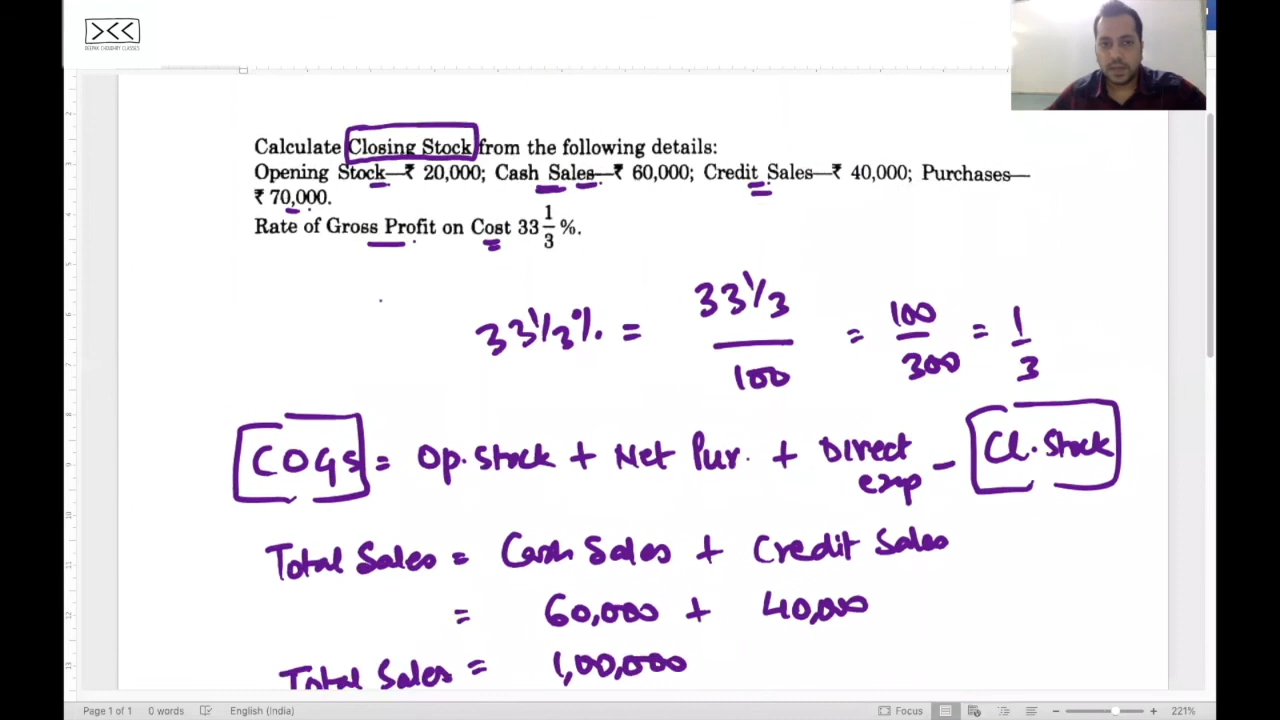 DEEPAK CHOUDHRY CLASSES
Calculate Closing Stock from the following details:
Opening Stock—₹ 20,000; Cash Sales—₹ 60,000; Credit Sales—₹ 40,000; Purchases—
₹ 70,000.
Rate of Gross Profit on Cost 33 1/3 %.
33 1/3 % = 33 1/3 / 100 = 100/300 = 1/3
COGS = Op. Stock + Net Pur. + Direct exp - Cl. Stock
Total Sales = Cash Sales + Credit Sales
= 60,000 + 40,000
Total Sales = 1,00,000
Page 1 of 1 0 words English (India) Focus 221%